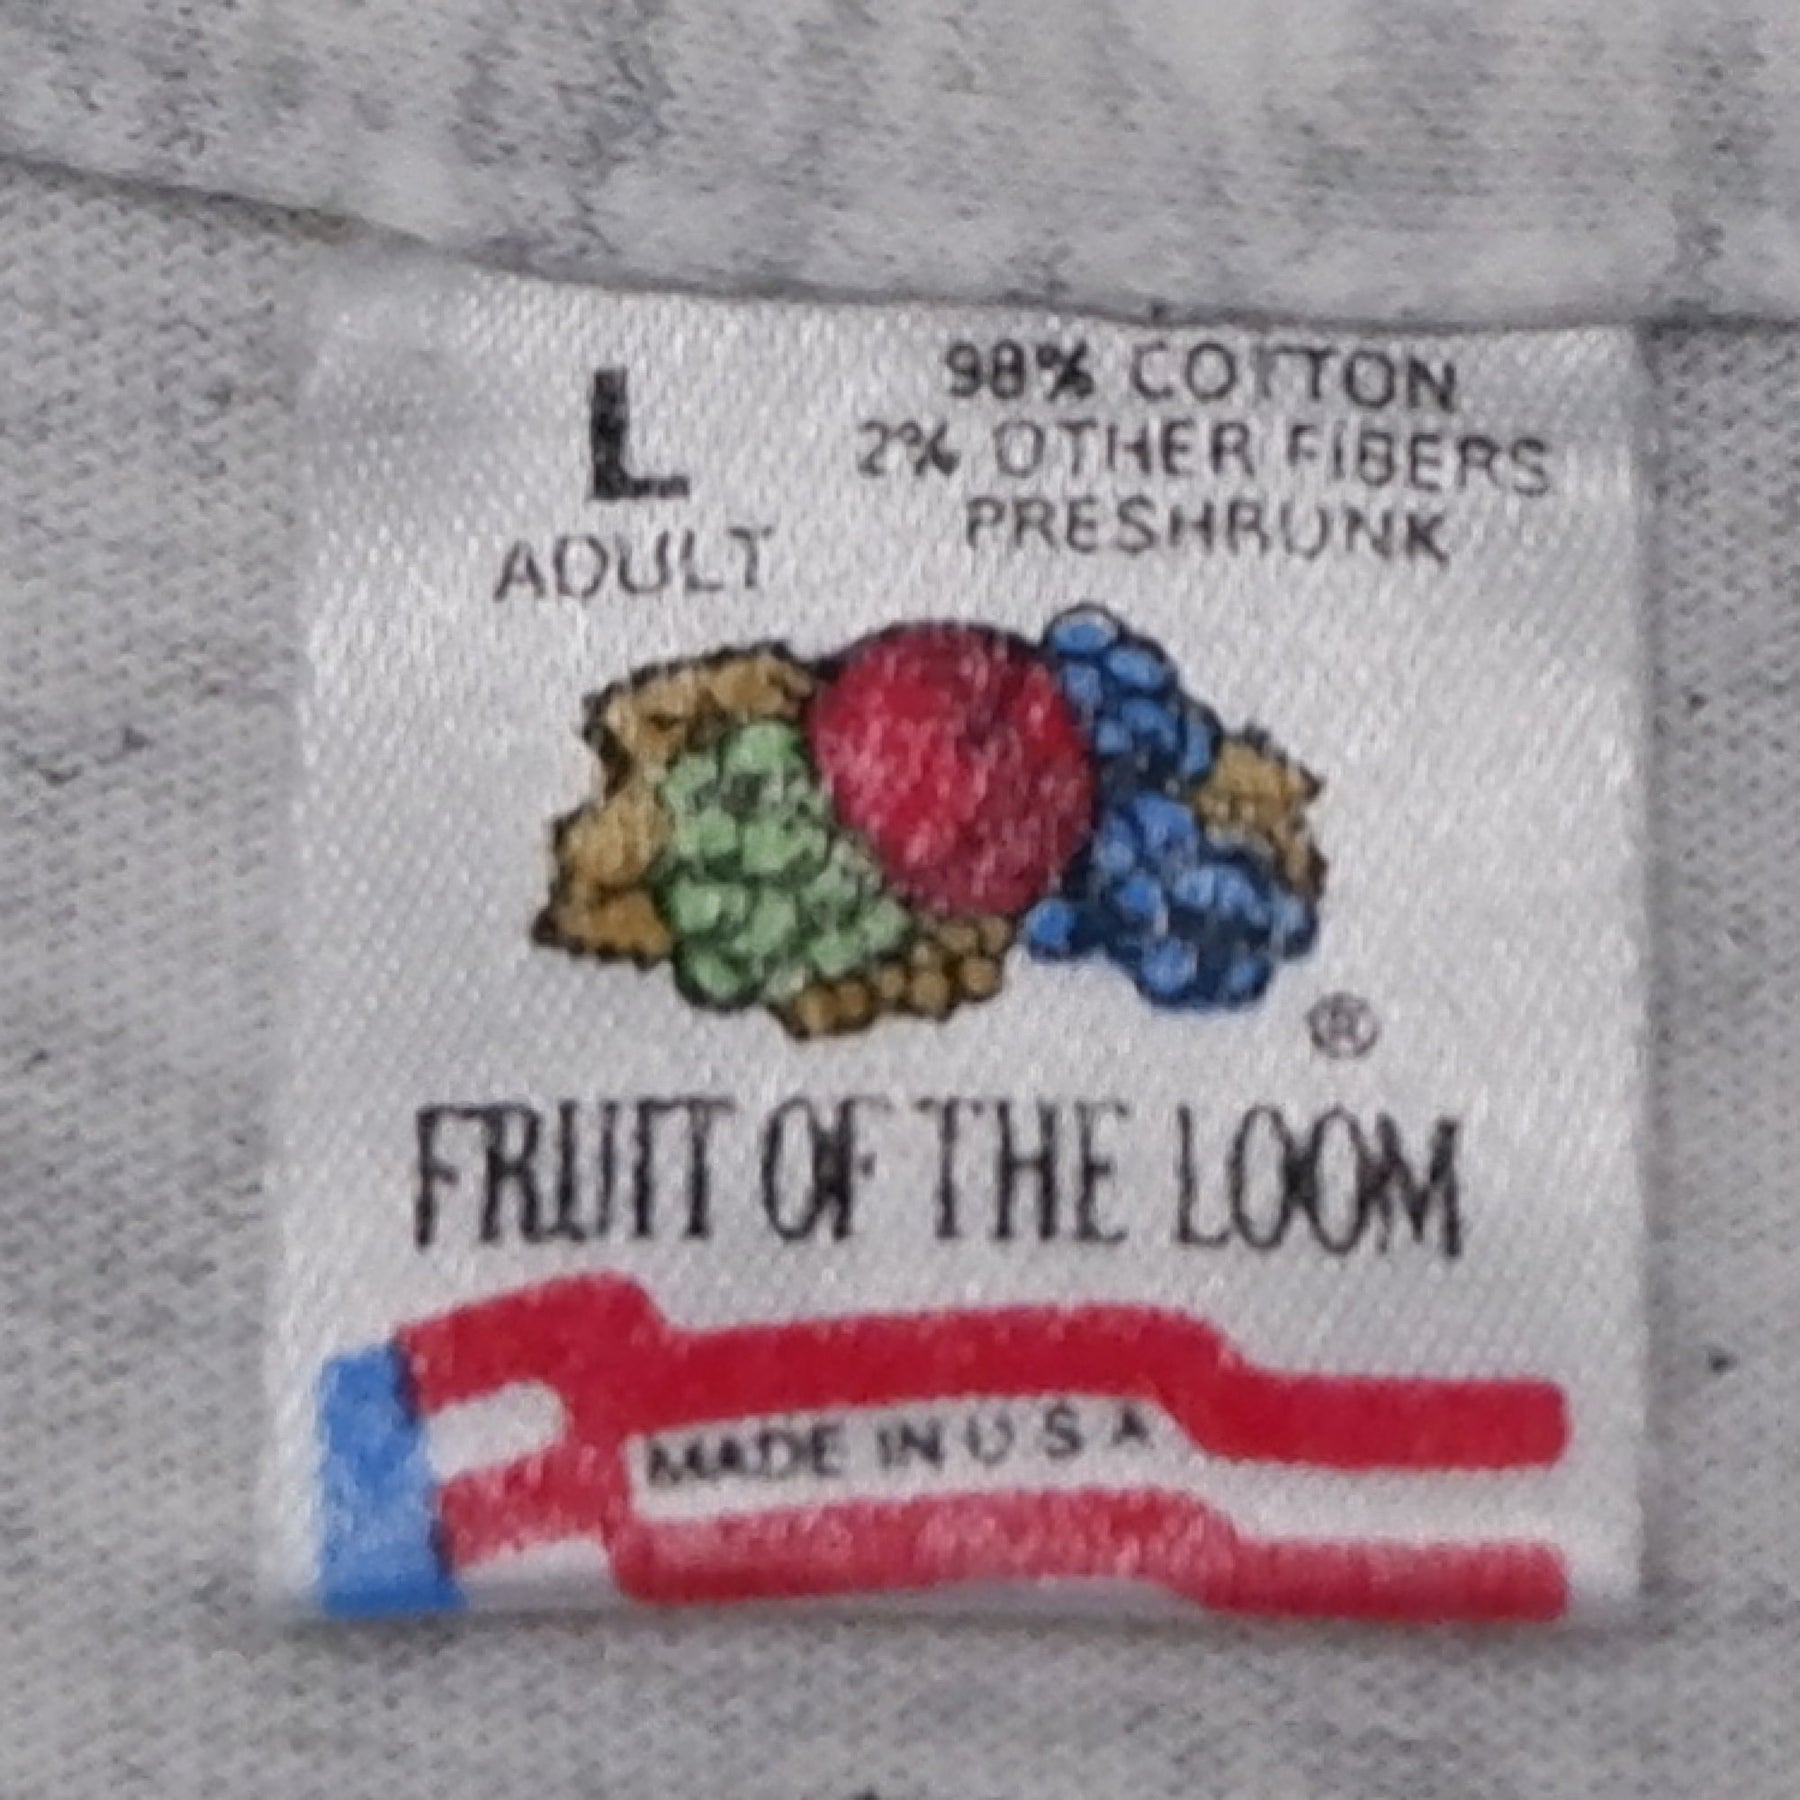 L
ADULT
98% COTTON
2% OTHER FIBERS
PRESHRUNK
®
FRUIT OF THE LOOM
MADE IN U S A